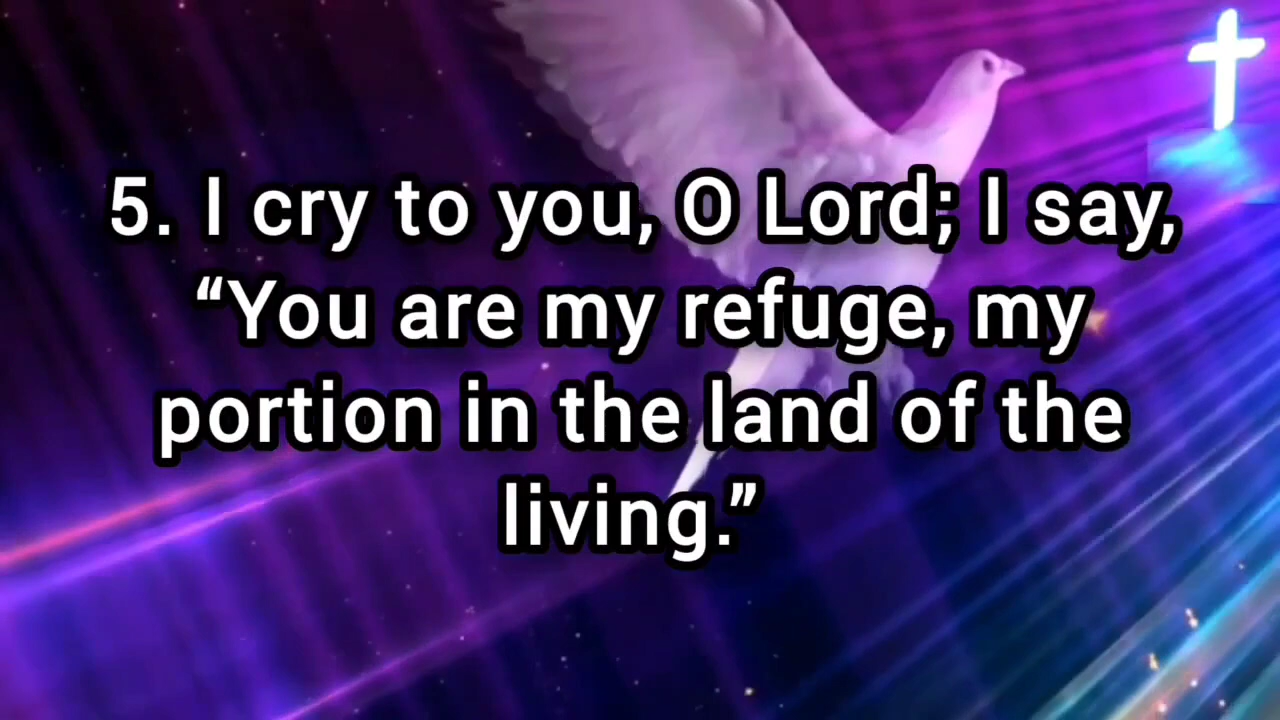 5. I cry to you, O Lord; I say,
“You are my refuge, my
portion in the land of the
living.”